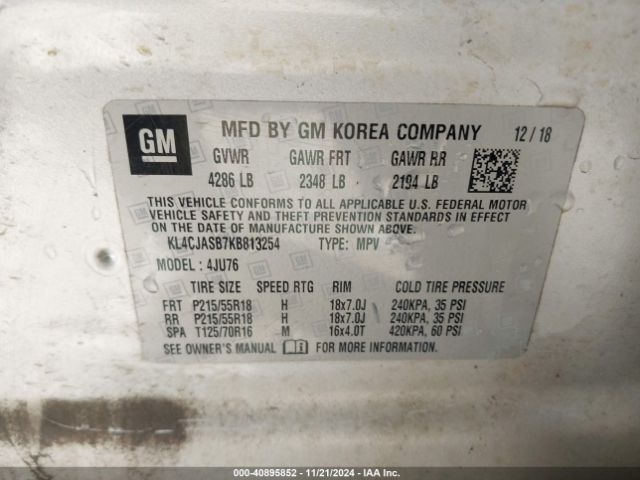 GM
MFD BY GM KOREA COMPANY 12/18
GVWR GAWR FRT GAWR RR
4286 LB 2348 LB 2194 LB
THIS VEHICLE CONFORMS TO ALL APPLICABLE U.S. FEDERAL MOTOR
VEHICLE SAFETY AND THEFT PREVENTION STANDARDS IN EFFECT
ON THE DATE OF MANUFACTURE SHOWN ABOVE.
KL4CJASB7KB813254 TYPE: MPV
MODEL: 4JU76
TIRE SIZE SPEED RTG RIM COLD TIRE PRESSURE
FRT P215/55R18 H 18x7.0J 240KPA, 35 PSI
RR P215/55R18 H 18x7.0J 240KPA, 35 PSI
SPA T125/70R16 M 16x4.0T 420KPA, 60 PSI
SEE OWNER'S MANUAL FOR MORE INFORMATION.
000-40895852 - 11/21/2024 - IAA Inc.